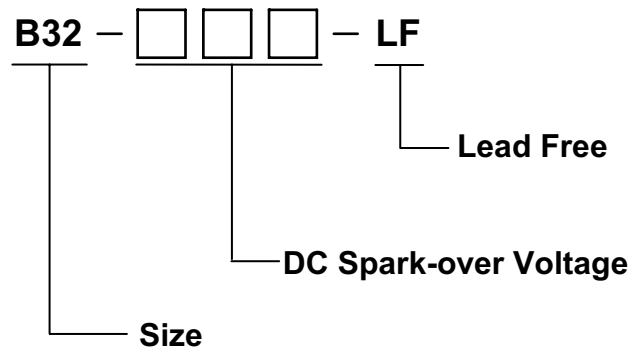 B32 – □ □ □ – LF
Lead Free
DC Spark-over Voltage
Size